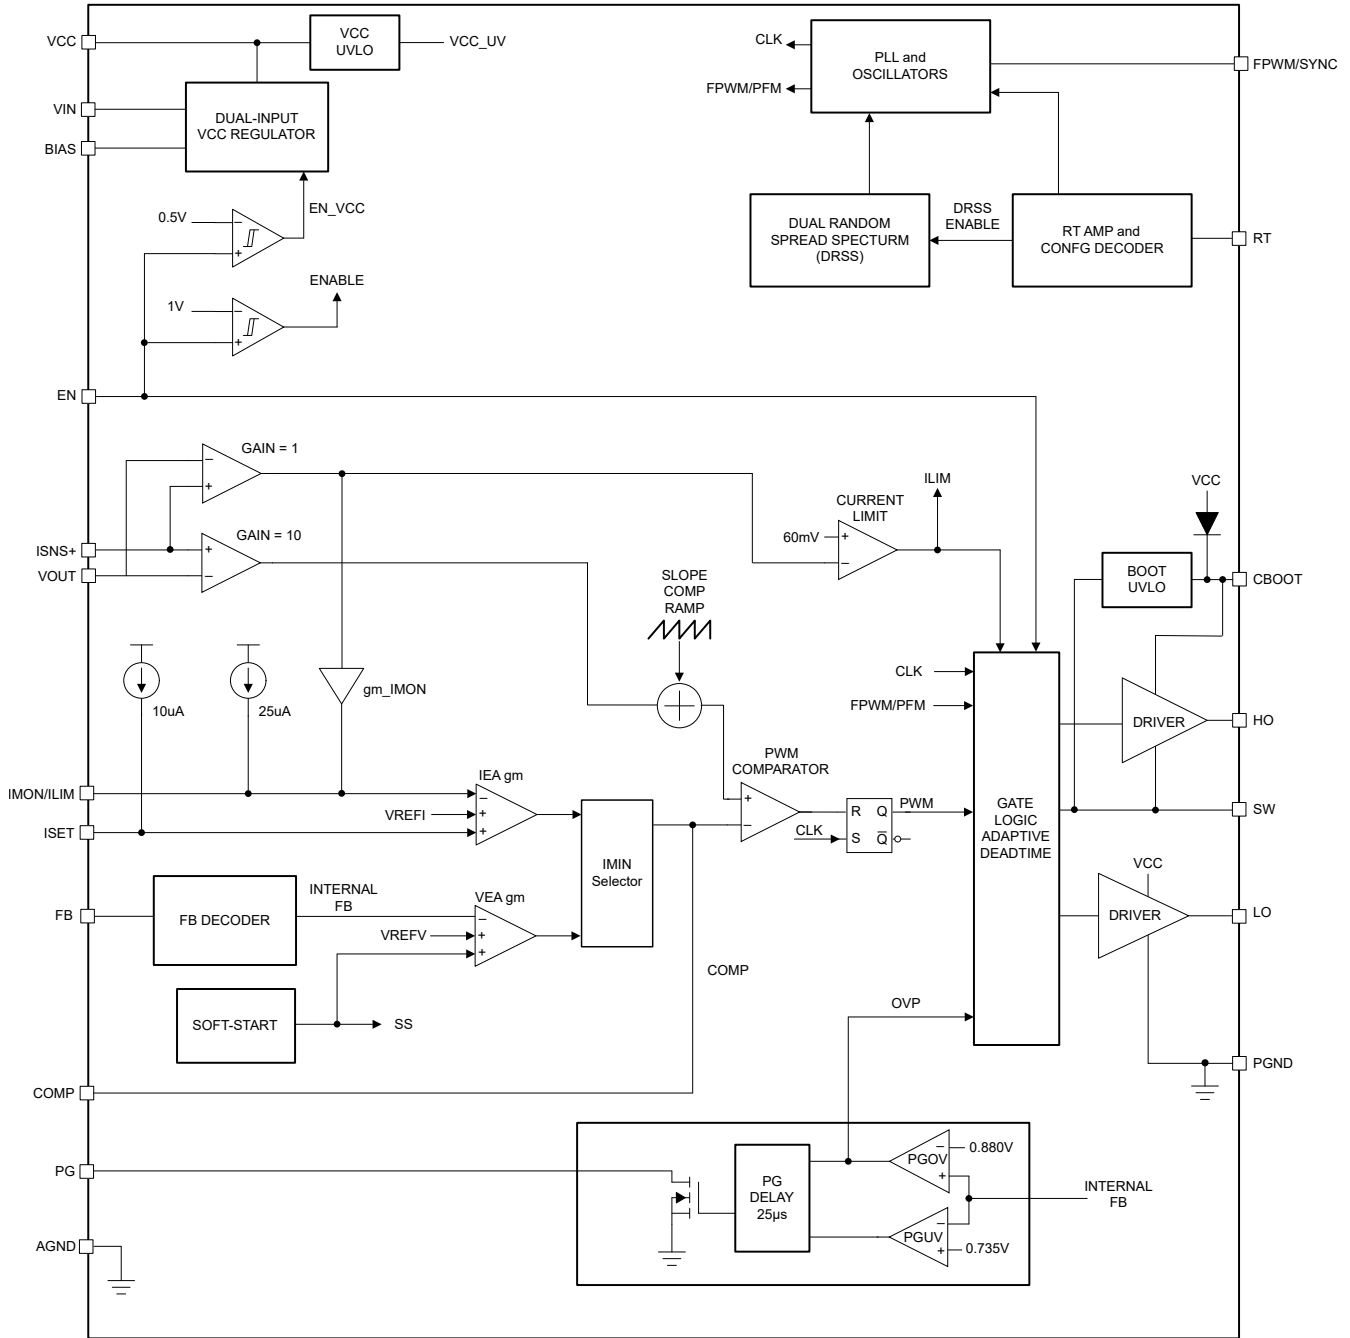 VCC
VCC
UVLO
VCC_UV
VIN
BIAS
DUAL-INPUT
VCC REGULATOR
EN_VCC
0.5V
−
+
ENABLE
1V
−
+
EN
CLK
FPWM/PFM
PLL and
OSCILLATORS
FPWM/SYNC
DUAL RANDOM
SPREAD SPECTURM
(DRSS)
DRSS
ENABLE
RT AMP and
CONFG DECODER
RT
GAIN = 1
−
+
GAIN = 10
+
−
ISNS+
VOUT
CURRENT
LIMIT
60mV
+
−
ILIM
VCC
BOOT
UVLO
CBOOT
SLOPE
COMP
RAMP
10uA
25uA
gm_IMON
CLK
FPWM/PFM
DRIVER
HO
IMON/ILIM
ISET
IEA gm
VREFI
−
+
+
IMIN
Selector
PWM
COMPARATOR
+
−
CLK
R Q
S Q̅
PWM
GATE
LOGIC
ADAPTIVE
DEADTIME
SW
VCC
DRIVER
LO
FB
FB DECODER
INTERNAL
FB
VEA gm
VREFV
−
+
+
SOFT-START
SS
COMP
OVP
COMP
PGND
PG
PG
DELAY
25µs
PGOV
−
+
0.880V
INTERNAL
FB
PGUV
−
+
0.735V
AGND